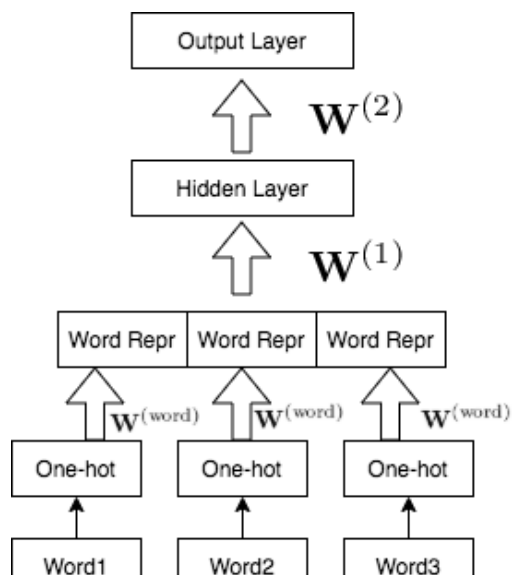 Output Layer
W(2)
Hidden Layer
W(1)
Word Repr Word Repr Word Repr
W(word) W(word) W(word)
One-hot One-hot One-hot
Word1 Word2 Word3